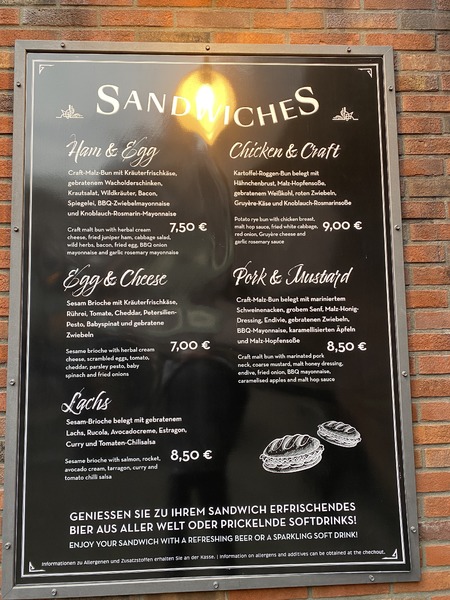 SANDWICHES
Ham & Egg
Craft-Malz-Bun mit Kräuterfrischkäse,
gebratenem Wacholderschinken,
Krautsalat, Wildkräuter, Bacon,
Spiegelei, BBQ-Zwiebelmayonnaise
und Knoblauch-Rosmarin-Mayonnaise
Craft malt bun with herbal cream
cheese, fried juniper ham, cabbage salad,
wild herbs, bacon, fried egg, BBQ onion
mayonnaise and garlic rosemary mayonnaise
7,50 €
Egg & Cheese
Sesam Brioche mit Kräuterfrischkäse,
Rührei, Tomate, Cheddar, Petersilien-
Pesto, Babyspinat und gebratene
Zwiebeln
Sesame brioche with herbal cream
cheese, scrambled eggs, tomato,
cheddar, parsley pesto, baby
spinach and fried onions
7,00 €
Lachs
Sesam-Brioche belegt mit gebratenem
Lachs, Rucola, Avocadocreme, Estragon,
Curry und Tomaten-Chilisalsa
Sesame brioche with salmon, rocket,
avocado cream, tarragon, curry and
tomato chilli salsa
8,50 €
Chicken & Craft
Kartoffel-Roggen-Bun belegt mit
Hähnchenbrust, Malz-Hopfensoße,
gebratenem Weißkohl, roten Zwiebeln,
Gruyère-Käse und Knoblauch-Rosmarinsoße
Potato rye bun with chicken breast,
malt hop sauce, fried white cabbage,
red onion, Gruyère cheese and
garlic rosemary sauce
9,00 €
Pork & Mustard
Craft-Malz-Bun belegt mit mariniertem
Schweinenacken, grobem Senf, Malz-Honig-
Dressing, Endivie, gebratenen Zwiebeln,
BBQ-Mayonnaise, karamellisierten Äpfeln
und Malz-Hopfensoße
8,50 €
Craft malt bun with marinated pork
neck, coarse mustard, malt honey dressing,
endive, fried onion, BBQ mayonnaise,
caramelised apples and malt hop sauce
GENIESSEN SIE ZU IHREM SANDWICH ERFRISCHENDES
BIER AUS ALLER WELT ODER PRICKELNDE SOFTDRINKS!
ENJOY YOUR SANDWICH WITH A REFRESHING BEER OR A SPARKLING SOFT DRINK!
Informationen zu Allergenen und Zusatzstoffen erhalten Sie an der Kasse. | Information on allergens and additives can be obtained at the checkout.